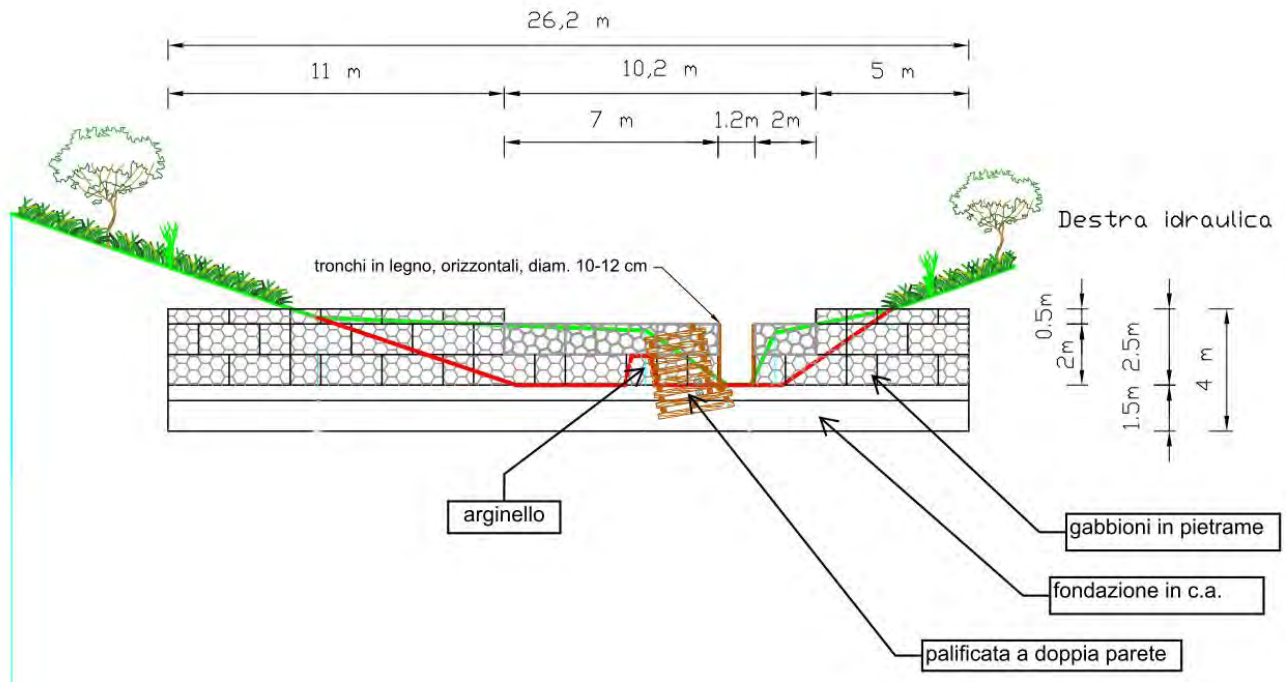 26,2 m
11 m
10,2 m
5 m
7 m
1.2m
2m
Destra idraulica
tronchi in legno, orizzontali, diam. 10-12 cm
0.5m
2m
2.5m
1.5m
4 m
arginello
gabbioni in pietrame
fondazione in c.a.
palificata a doppia parete